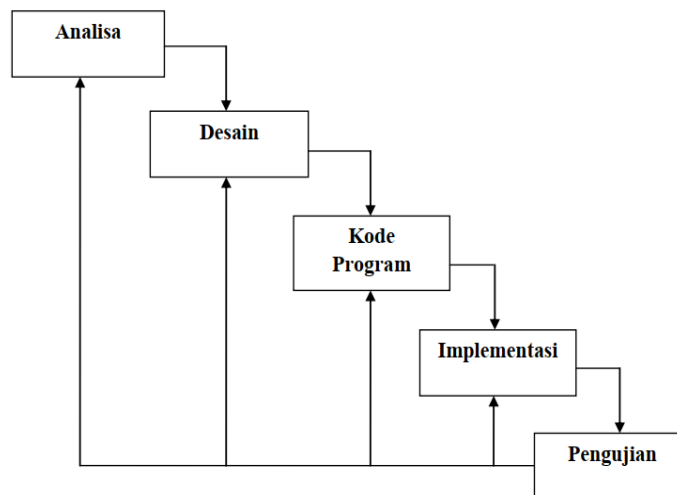 Analisa
Desain
Kode
Program
Implementasi
Pengujian